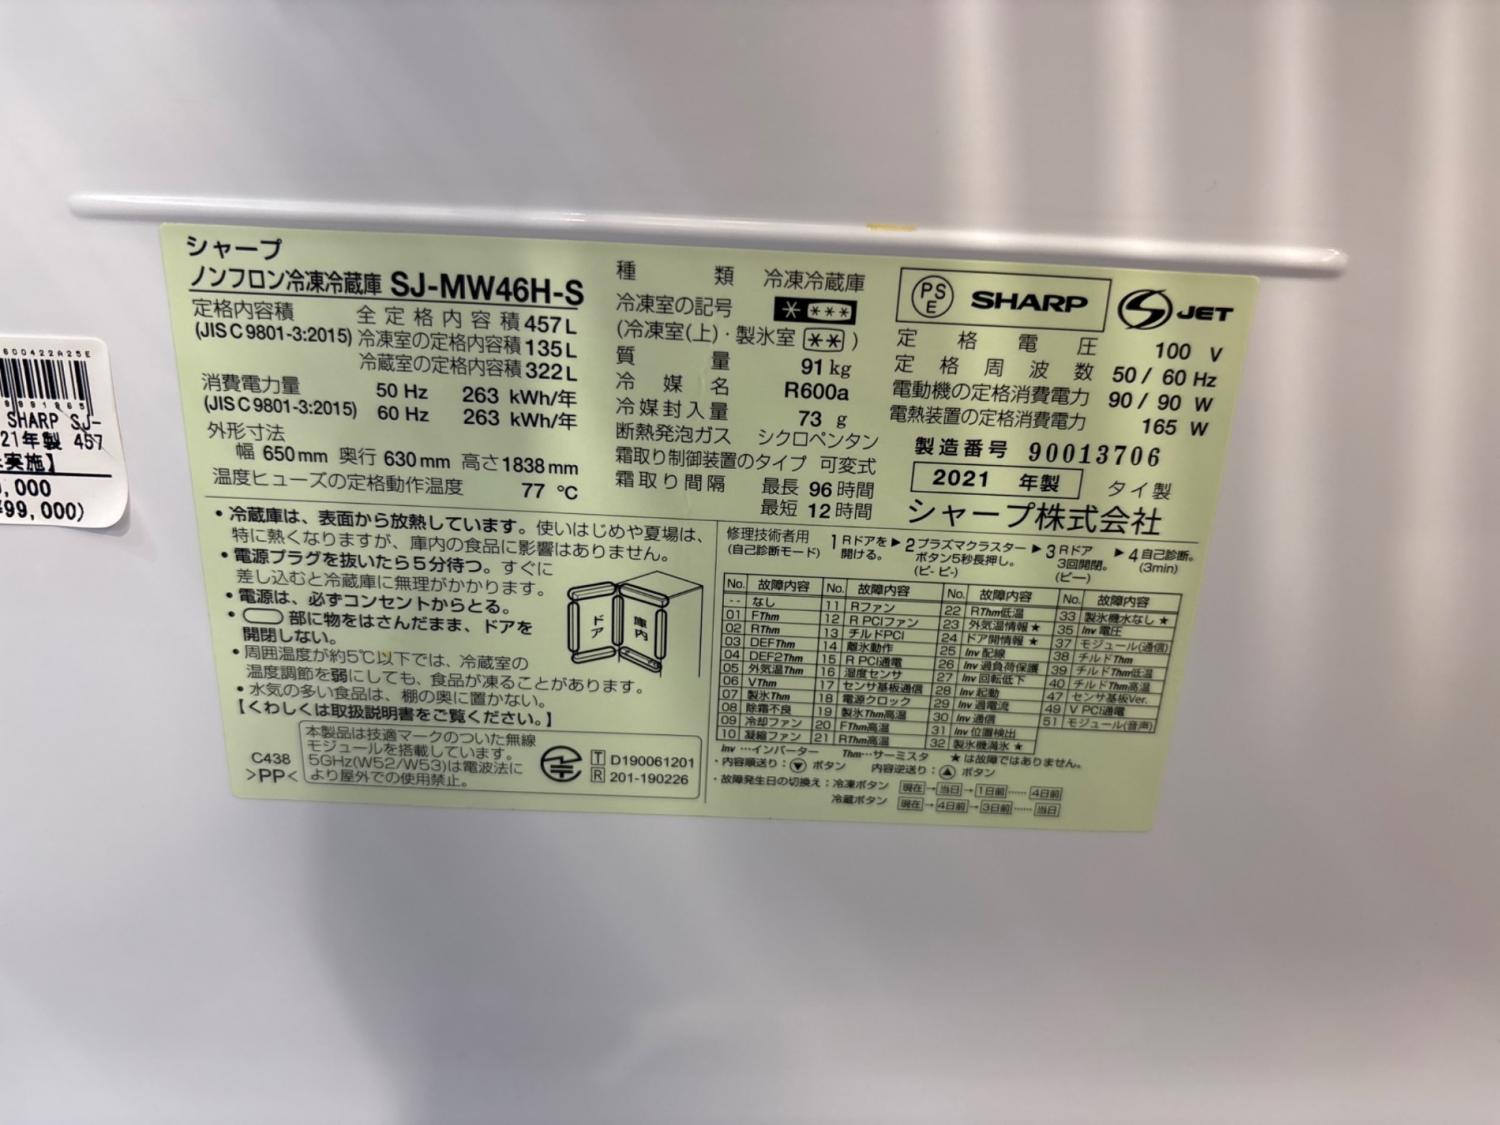 シャープ
ノンフロン冷凍冷蔵庫 SJ-MW46H-S
定格内容積
(JIS C 9801-3:2015)
全定格内容積 457 L
冷凍室の定格内容積 135 L
冷蔵室の定格内容積 322 L
消費電力量
(JIS C 9801-3:2015)
50 Hz 263 kWh/年
60 Hz 263 kWh/年
外形寸法
幅 650mm 奥行 630mm 高さ 1838mm
温度ヒューズの定格動作温度 77 ℃
種類 冷凍冷蔵庫
冷凍室の記号
(冷凍室(上)・製氷室 ** )
質量 91 kg
冷媒名 R600a
冷媒封入量 73 g
断熱発泡ガス シクロペンタン
霜取り制御装置のタイプ 可変式
霜取り間隔 最長 96 時間
最短 12 時間
PSE SHARP
S JET
定格電圧 100 V
定格周波数 50 / 60 Hz
電動機の定格消費電力 90 / 90 W
電熱装置の定格消費電力 165 W
製造番号 90013706
2021 年製 タイ製
シャープ株式会社
・冷蔵庫は、表面から放熱しています。使いはじめや夏場は、
特に熱くなりますが、庫内の食品に影響はありません。
・電源プラグを抜いたら5分待つ。すぐに
差し込むと冷蔵庫に無理がかかります。
・電源は、必ずコンセントからとる。
・ 部に物をはさんだまま、ドアを
開閉しない。
・周囲温度が約5℃以下では、冷蔵室の
温度調節を弱にしても、食品が凍ることがあります。
・水気の多い食品は、棚の奥に置かない。
【くわしくは取扱説明書をご覧ください。】
ドア
庫内
C438
>PP<
本製品は技適マークのついた無線
モジュールを搭載しています。
5GHz(W52/W53)は電波法に
より屋外での使用禁止。
T D190061201
R 201-190226
修理技術者用
(自己診断モード)
1 Rドアを開ける。
▶ 2 プラズマクラスターボタン5秒長押し。(ピ- ピ-)
▶ 3 Rドア3回開閉。(ピー)
▶ 4 自己診断。(3min)
No. 故障内容
-- なし
01 FThm
02 RThm
03 DEFThm
04 DEF2Thm
05 外気温Thm
06 VThm
07 製氷Thm
08 除霜不良
09 冷却ファン
10 凝縮ファン
No. 故障内容
11 Rファン
12 R PCIファン
13 チルドPCI
14 離氷動作
15 R PCI通電
16 湿度センサ
17 センサ基板通信
18 電源クロック
19 製氷Thm高温
20 FThm高温
21 RThm高温
No. 故障内容
22 RThm低温
23 外気温情報★
24 ドア開情報★
25 Inv 配線
26 Inv 過負荷保護
27 Inv 回転低下
28 Inv 起動
29 Inv 過電流
30 Inv 通信
31 Inv 位置検出
32 製氷機満氷 ★
No. 故障内容
33 製氷機水なし ★
35 Inv 電圧
37 モジュール(通信)
38 チルドThm
39 チルドThm低温
40 チルドThm高温
47 センサ基板Ver.
49 V PCI通電
51 モジュール(音声)
Inv …インバーター Thm…サーミスタ ★は故障ではありません。
・内容順送り：▼ ボタン 内容逆送り：▲ ボタン
・故障発生日の切換え：冷凍ボタン 現在→当日→1日前……4日前
冷蔵ボタン 現在→4日前→3日前……当日
600422A25E
SHARP SJ-
21年製 457
実施】
,000
99,000)